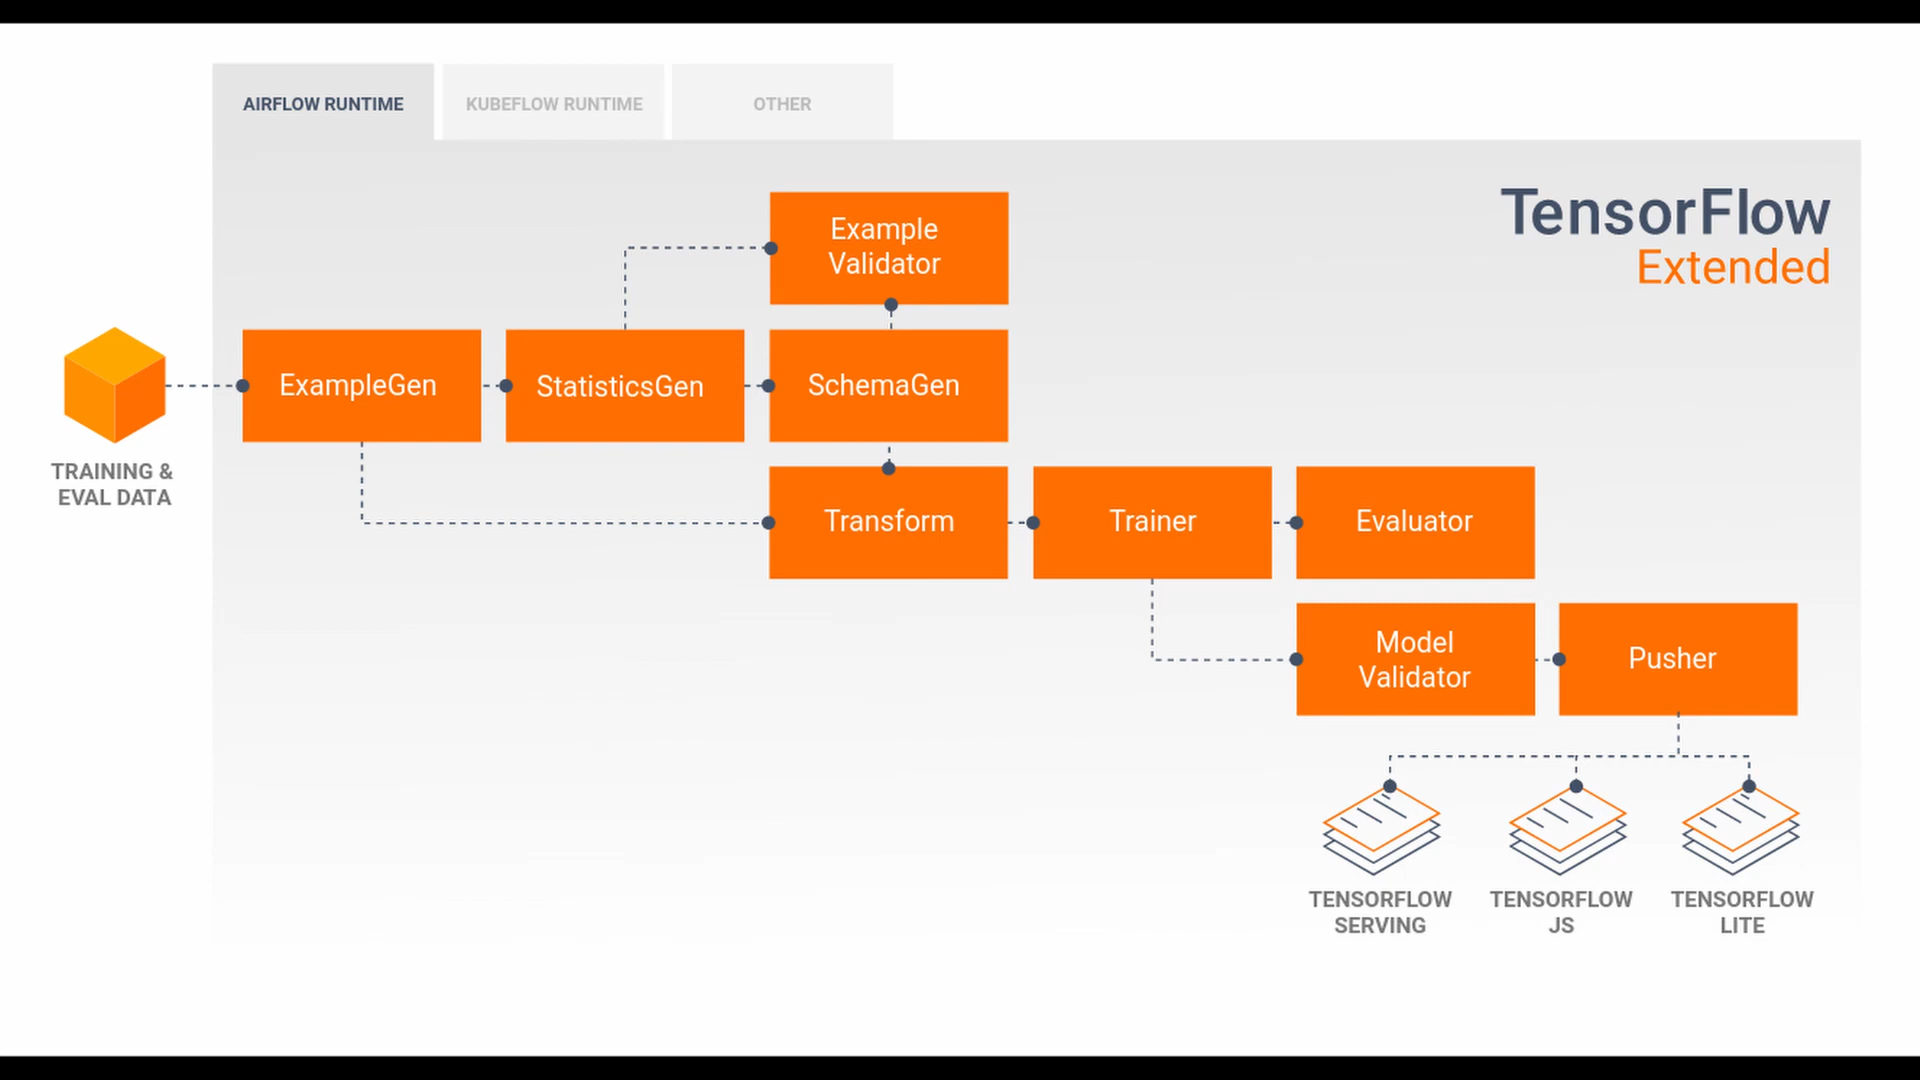 AIRFLOW RUNTIME
KUBEFLOW RUNTIME
OTHER
TensorFlow
Extended
Example
Validator
ExampleGen
StatisticsGen
SchemaGen
TRAINING &
EVAL DATA
Transform
Trainer
Evaluator
Model
Validator
Pusher
TENSORFLOW
SERVING
TENSORFLOW
JS
TENSORFLOW
LITE